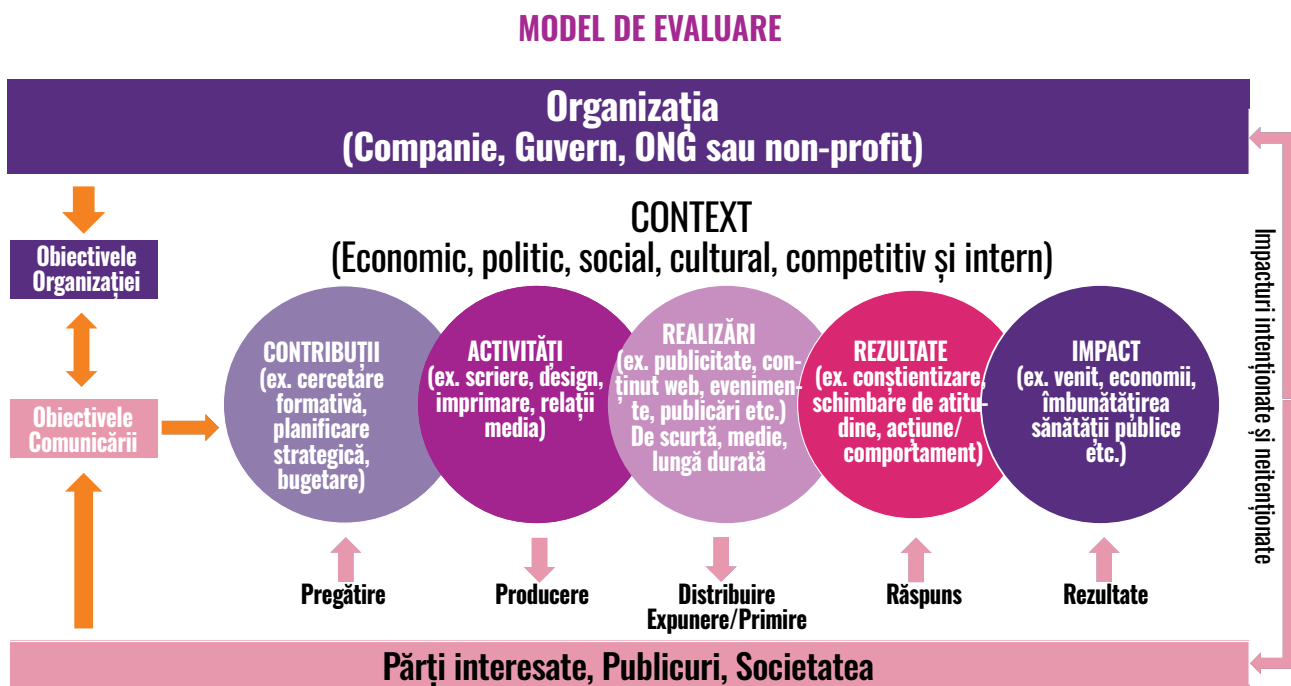 MODEL DE EVALUARE
Organizația
(Companie, Guvern, ONG sau non-profit)
CONTEXT
(Economic, politic, social, cultural, competitiv și intern)
Obiectivele
Organizației
Obiectivele
Comunicării
CONTRIBUȚII
(ex. cercetare
formativă,
planificare
strategică,
bugetare)
ACTIVITĂȚI
(ex. scriere, design,
imprimare, relații
media)
REALIZĂRI
(ex. publicitate, con-
ținut web, evenimen-
te, publicări etc.)
De scurtă, medie,
lungă durată
REZULTATE
(ex. conștientizare,
schimbare de atitu-
dine, acțiune/
comportament)
IMPACT
(ex. venit, economii,
îmbunătățirea
sănătății publice
etc.)
Impacturi intenționate și neitenționate
Pregătire
Producere
Distribuire
Expunere/Primire
Răspuns
Rezultate
Părți interesate, Publicuri, Societatea